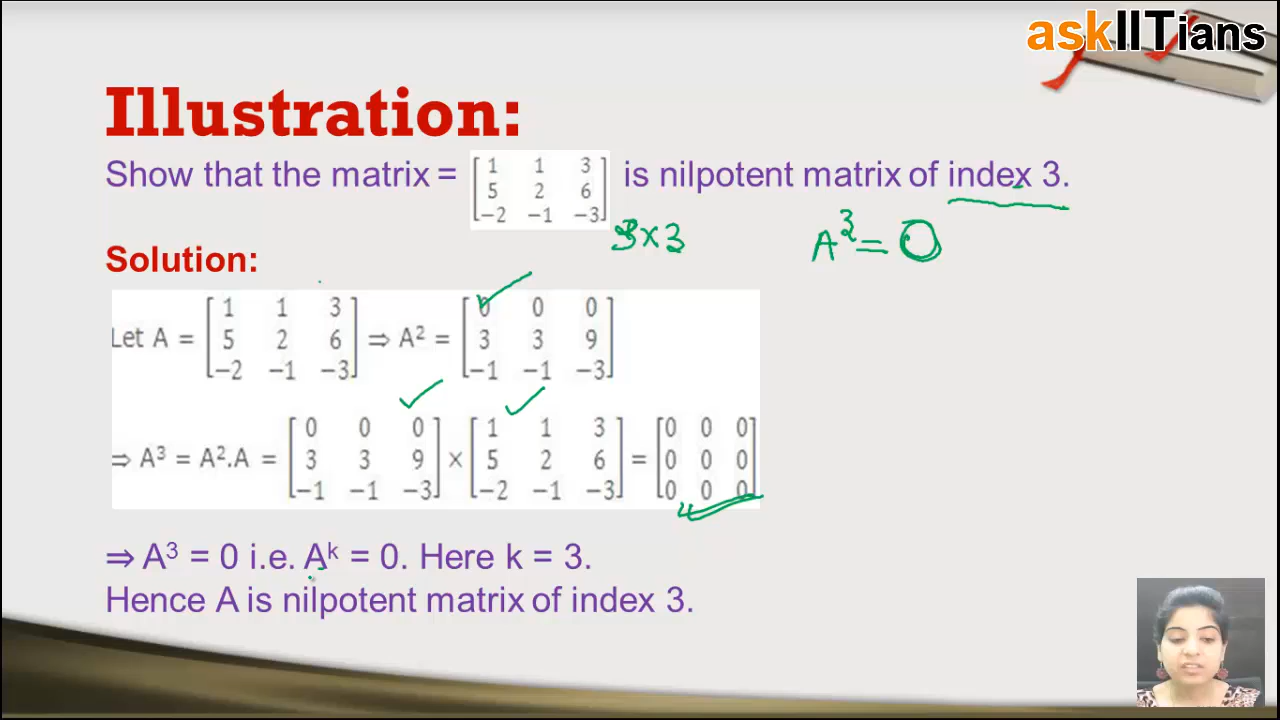 askIITians
Illustration:
Show that the matrix = [1 1 3; 5 2 6; −2 −1 −3] is nilpotent matrix of index 3.
3×3 A³ = O
Solution:
Let A = [1 1 3; 5 2 6; −2 −1 −3] ⇒ A² = [0 0 0; 3 3 9; −1 −1 −3]
⇒ A³ = A².A = [0 0 0; 3 3 9; −1 −1 −3] × [1 1 3; 5 2 6; −2 −1 −3] = [0 0 0; 0 0 0; 0 0 0]
⇒ A³ = 0 i.e. Aᵏ = 0. Here k = 3.
Hence A is nilpotent matrix of index 3.